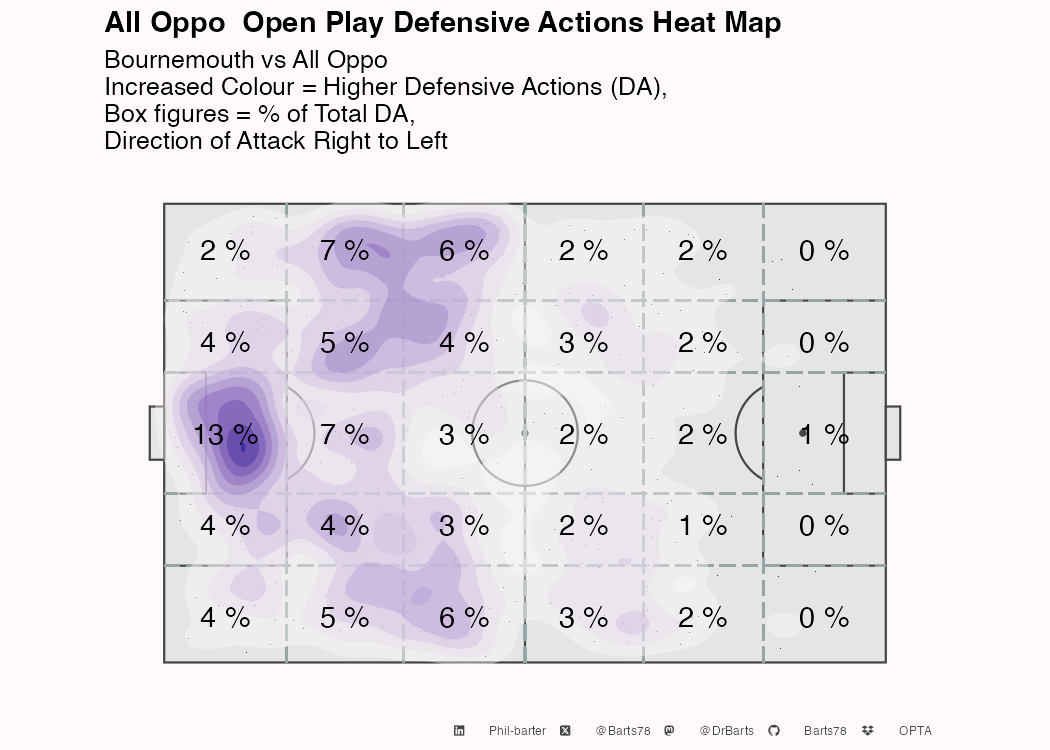 All Oppo  Open Play Defensive Actions Heat Map
Bournemouth vs All Oppo
Increased Colour = Higher Defensive Actions (DA),
Box figures = % of Total DA,
Direction of Attack Right to Left
2 % 7 % 6 % 2 % 2 % 0 %
4 % 5 % 4 % 3 % 2 % 0 %
13 % 7 % 3 % 2 % 2 % 1 %
4 % 4 % 3 % 2 % 1 % 0 %
4 % 5 % 6 % 3 % 2 % 0 %
Phil-barter @Barts78 @DrBarts Barts78 OPTA